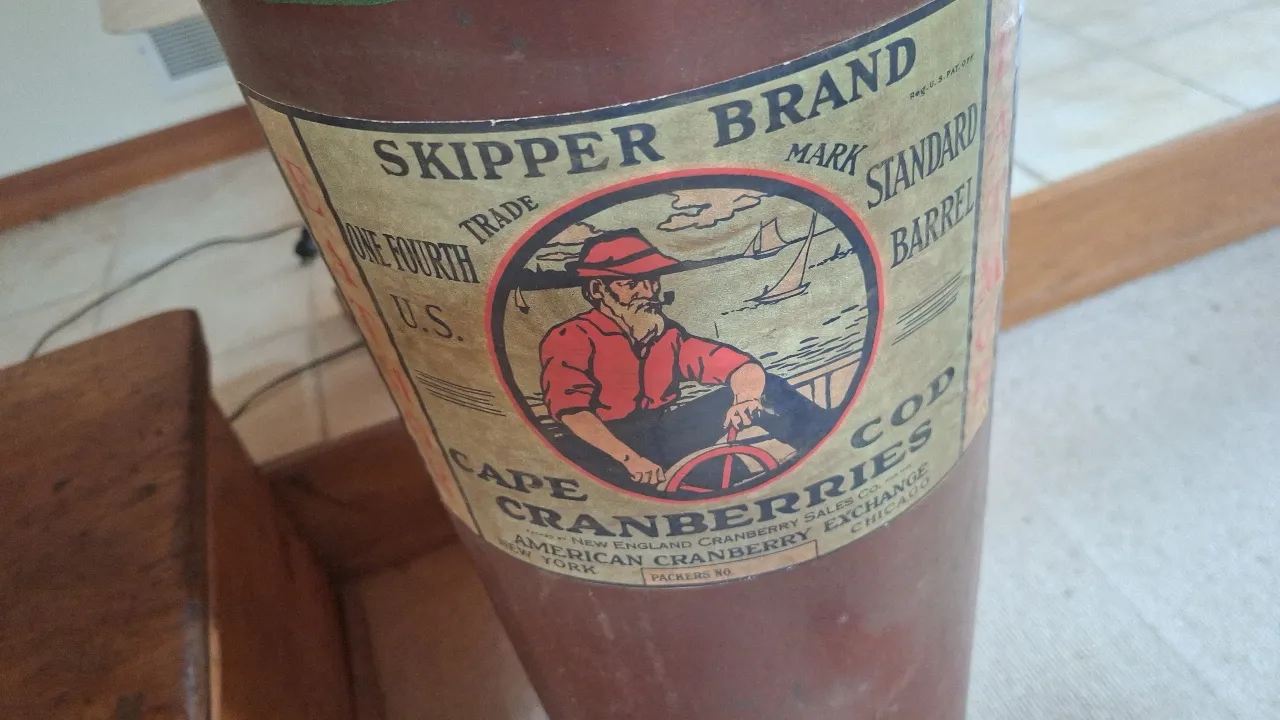 SKIPPER BRAND
Reg. U.S. PAT. OFF.
TRADE MARK
ONE FOURTH
U.S.
STANDARD
BARREL
CAPE COD
CRANBERRIES
NEW ENGLAND CRANBERRY SALES CO.
AMERICAN CRANBERRY EXCHANGE
NEW YORK
CHICAGO
PACKERS NO.